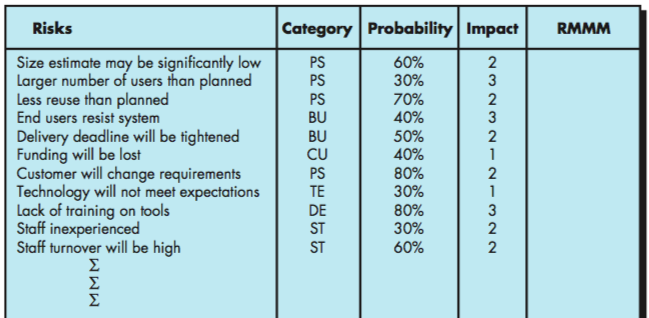 Risks Category Probability Impact RMMM
Size estimate may be significantly low PS 60% 2
Larger number of users than planned PS 30% 3
Less reuse than planned PS 70% 2
End users resist system BU 40% 3
Delivery deadline will be tightened BU 50% 2
Funding will be lost CU 40% 1
Customer will change requirements PS 80% 2
Technology will not meet expectations TE 30% 1
Lack of training on tools DE 80% 3
Staff inexperienced ST 30% 2
Staff turnover will be high ST 60% 2
Σ
Σ
Σ